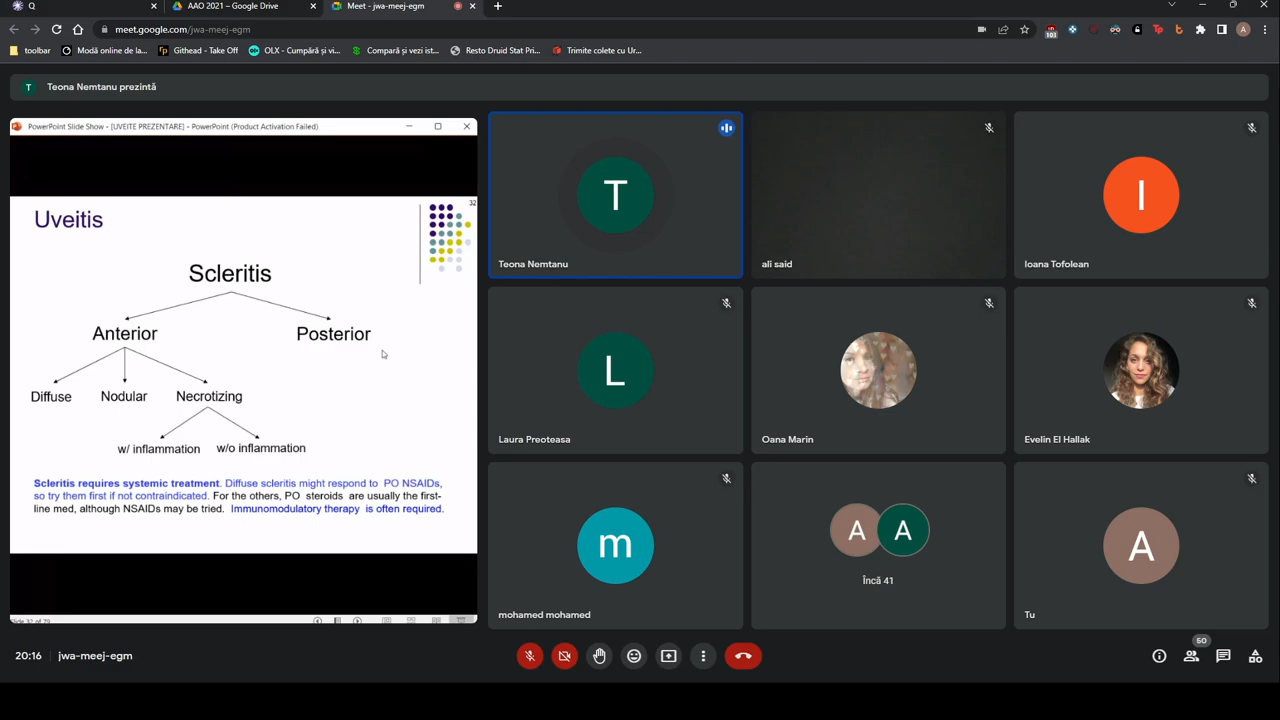 Q
AAO 2021 – Google Drive
Meet - jwa-meej-egm
meet.google.com/jwa-meej-egm
103
A
toolbar
Modă online de la...
Githead - Take Off
OLX - Cumpără și vi...
Compară și vezi ist...
Resto Druid Stat Pri...
Trimite colete cu Ur...
T
Teona Nemtanu prezintă
PowerPoint Slide Show - [UVEITE PREZENTARE] - PowerPoint (Product Activation Failed)
32
Uveitis
Scleritis
Anterior
Posterior
Diffuse
Nodular
Necrotizing
w/ inflammation
w/o inflammation
Scleritis requires systemic treatment. Diffuse scleritis might respond to PO NSAIDs,
so try them first if not contraindicated. For the others, PO steroids are usually the first-
line med, although NSAIDs may be tried. Immunomodulatory therapy is often required.
Slide 32 of 79
T
Teona Nemtanu
ali said
I
Ioana Tofolean
L
Laura Preoteasa
Oana Marin
Evelin El Hallak
m
mohamed mohamed
A
A
Încă 41
A
Tu
20:16
jwa-meej-egm
50